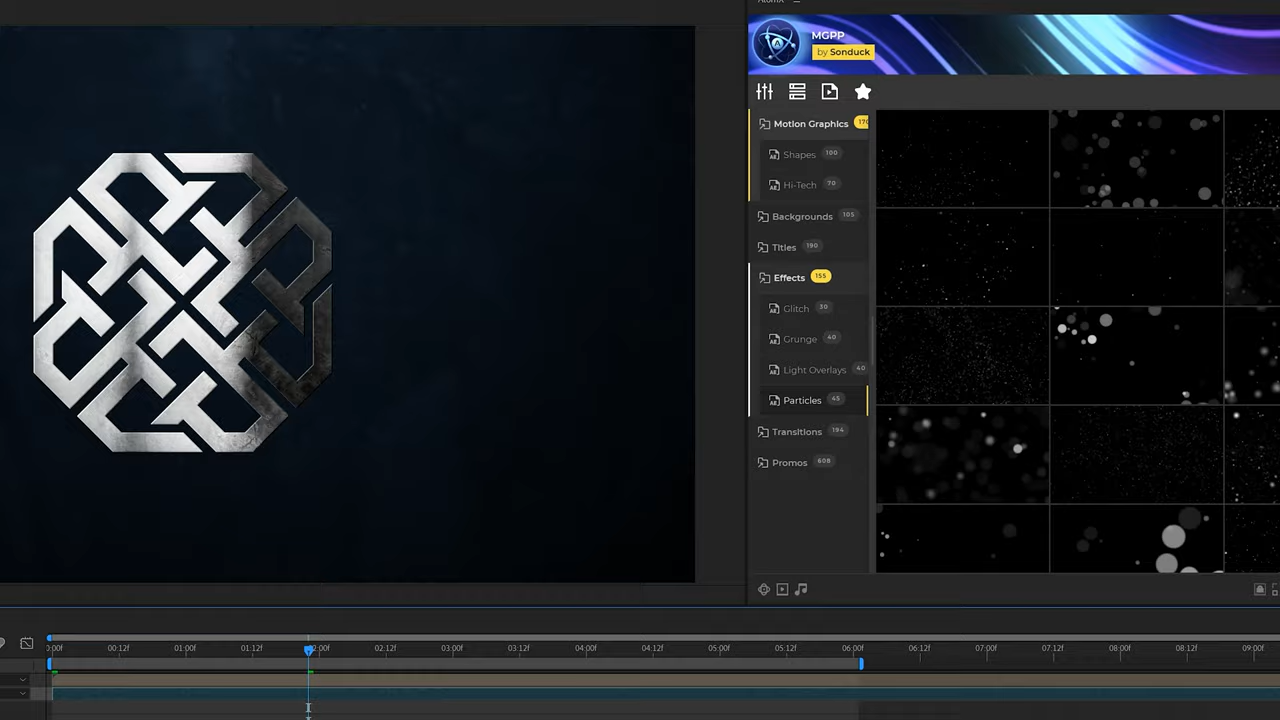 MGPP
by Sonduck
Motion Graphics
Shapes 100
Hi-Tech 70
Backgrounds 105
Titles 190
Effects 155
Glitch 30
Grunge 40
Light Overlays 40
Particles 45
Transitions 194
Promos 608
0:00f 00:12f 01:00f 01:12f 2:00f 02:12f 03:00f 03:12f 04:00f 04:12f 05:00f 05:12f 06:00f 06:12f 07:00f 07:12f 08:00f 08:12f 09:00f